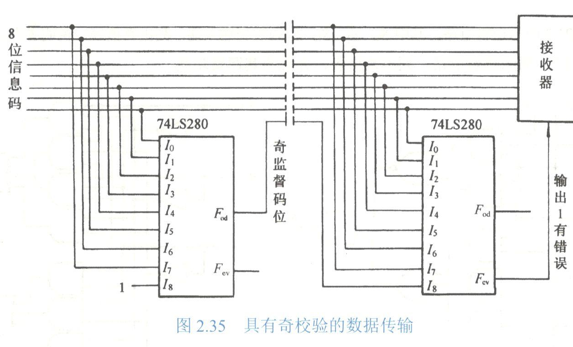 8位信息码
接收器
74LS280
74LS280
I0
I1
I2
I3
I4
I5
I6
I7
I8
Fod
Fev
1
奇监督码位
I0
I1
I2
I3
I4
I5
I6
I7
I8
Fod
Fev
输出1有错误
图 2.35 具有奇校验的数据传输